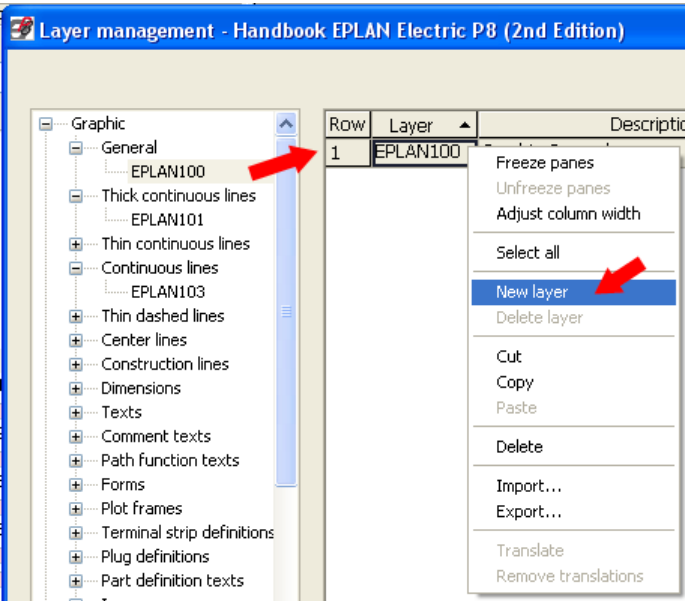 Layer management - Handbook EPLAN Electric P8 (2nd Edition)
Graphic
General
EPLAN100
Thick continuous lines
EPLAN101
Thin continuous lines
Continuous lines
EPLAN103
Thin dashed lines
Center lines
Construction lines
Dimensions
Texts
Comment texts
Path function texts
Forms
Plot frames
Terminal strip definitions
Plug definitions
Part definition texts
Row Layer Descriptio
1 EPLAN100
Freeze panes
Unfreeze panes
Adjust column width
Select all
New layer
Delete layer
Cut
Copy
Paste
Delete
Import...
Export...
Translate
Remove translations